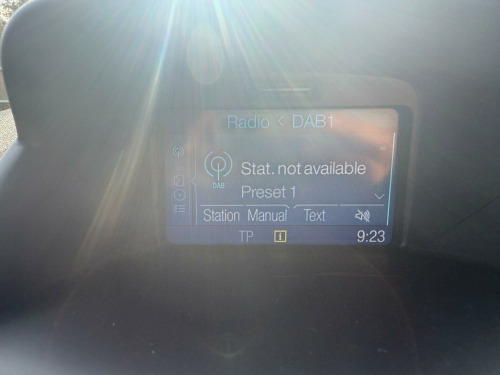 Radio < DAB1
DAB
Stat. not available
Preset 1
Station Manual Text
TP i 9:23